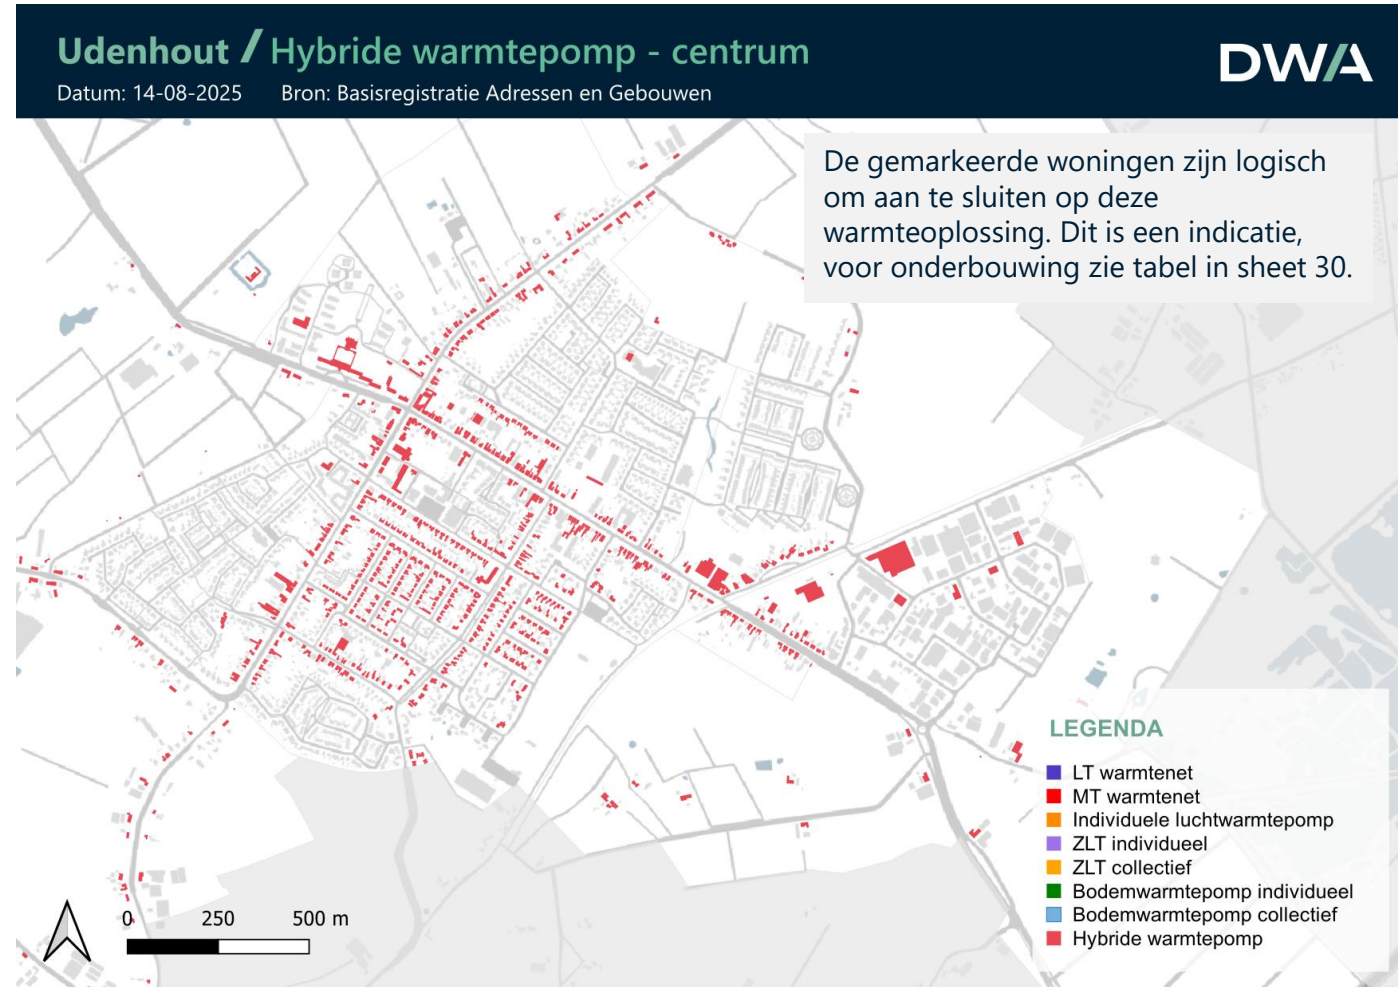 Udenhout / Hybride warmtepomp - centrum
DWA
Datum: 14-08-2025 Bron: Basisregistratie Adressen en Gebouwen
De gemarkeerde woningen zijn logisch
om aan te sluiten op deze
warmteoplossing. Dit is een indicatie,
voor onderbouwing zie tabel in sheet 30.
LEGENDA
LT warmtenet
MT warmtenet
Individuele luchtwarmtepomp
ZLT individueel
ZLT collectief
Bodemwarmtepomp individueel
Bodemwarmtepomp collectief
Hybride warmtepomp
0 250 500 m